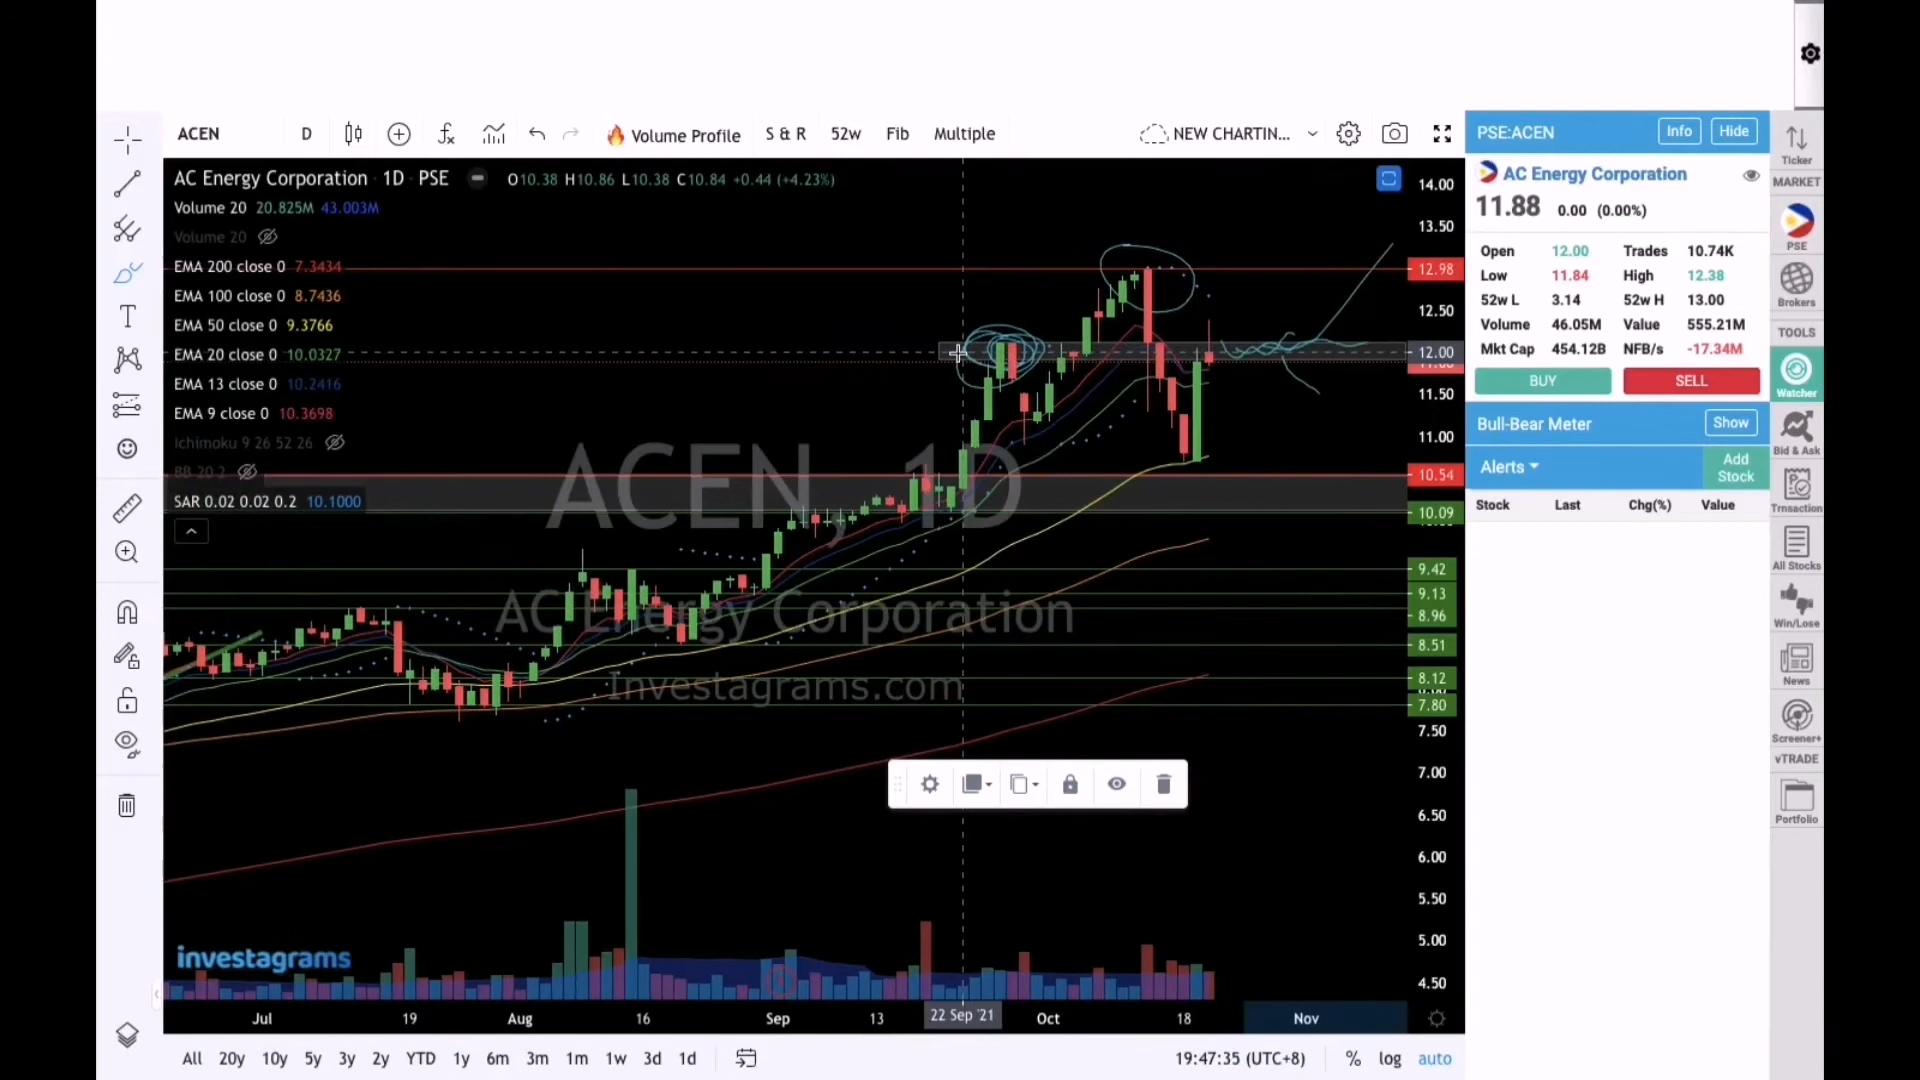 ACEN D Volume Profile S & R 52w Fib Multiple NEW CHARTIN...
AC Energy Corporation 1D PSE O10.38 H10.86 L10.38 C10.84 +0.44 (+4.23%)
Volume 20 20.825M 43.003M
Volume 20
EMA 200 close 0 7.3434
EMA 100 close 0 8.7436
EMA 50 close 0 9.3766
EMA 20 close 0 10.0327
EMA 13 close 0 10.2416
EMA 9 close 0 10.3698
Ichimoku 9 26 52 26
BB 20 2
SAR 0.02 0.02 0.2 10.1000
ACEN, 1D
AC Energy Corporation
Investagrams.com
investagrams
14.00
13.50
12.98
12.50
12.00
11.50
11.00
10.54
10.09
9.42
9.13
8.96
8.51
8.12
7.80
7.50
7.00
6.50
6.00
5.50
5.00
4.50
Jul 19 Aug 16 Sep 13 22 Sep '21 Oct 18 Nov
All 20y 10y 5y 3y 2y YTD 1y 6m 3m 1m 1w 3d 1d 19:47:35 (UTC+8) % log auto
PSE:ACEN Info Hide
AC Energy Corporation
11.88 0.00 (0.00%)
Open 12.00 Trades 10.74K
Low 11.84 High 12.38
52w L 3.14 52w H 13.00
Volume 46.05M Value 555.21M
Mkt Cap 454.12B NFB/s -17.34M
BUY SELL
Bull-Bear Meter Show
Alerts Add Stock
Stock Last Chg(%) Value
Ticker
MARKET
PSE
Brokers
TOOLS
Watcher
Bid & Ask
Trnsaction
All Stocks
Win/Lose
News
Screener+
vTRADE
Portfolio